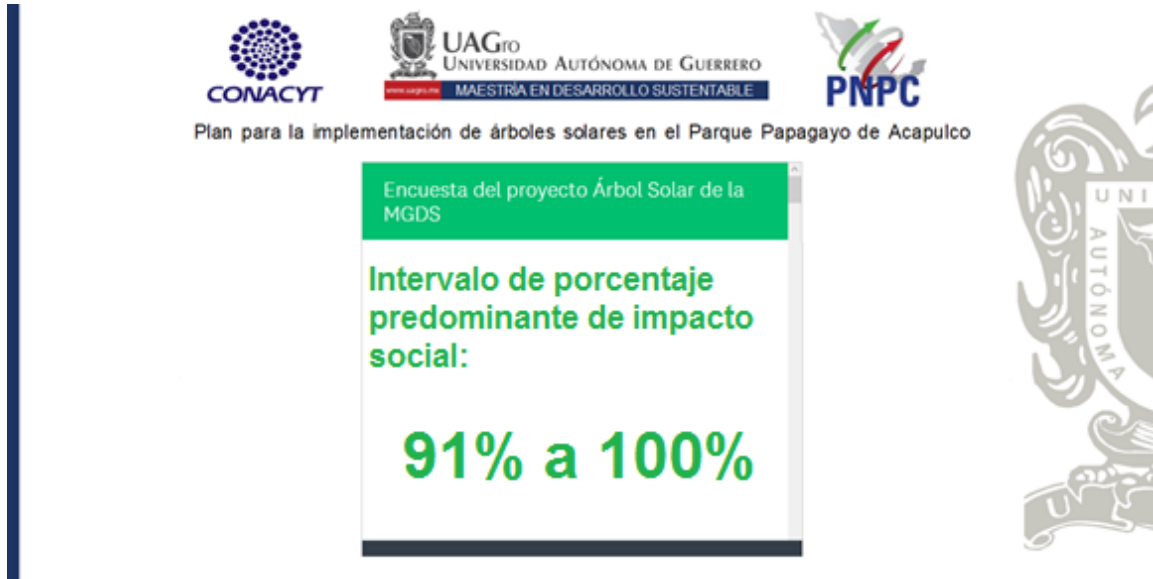 CONACYT
UAGro
UNIVERSIDAD AUTÓNOMA DE GUERRERO
www.uagro.mx MAESTRÍA EN DESARROLLO SUSTENTABLE
PNPC
Plan para la implementación de árboles solares en el Parque Papagayo de Acapulco
Encuesta del proyecto Árbol Solar de la
MGDS
Intervalo de porcentaje
predominante de impacto
social:
91% a 100%
UNI
AUTÓNOMA
U